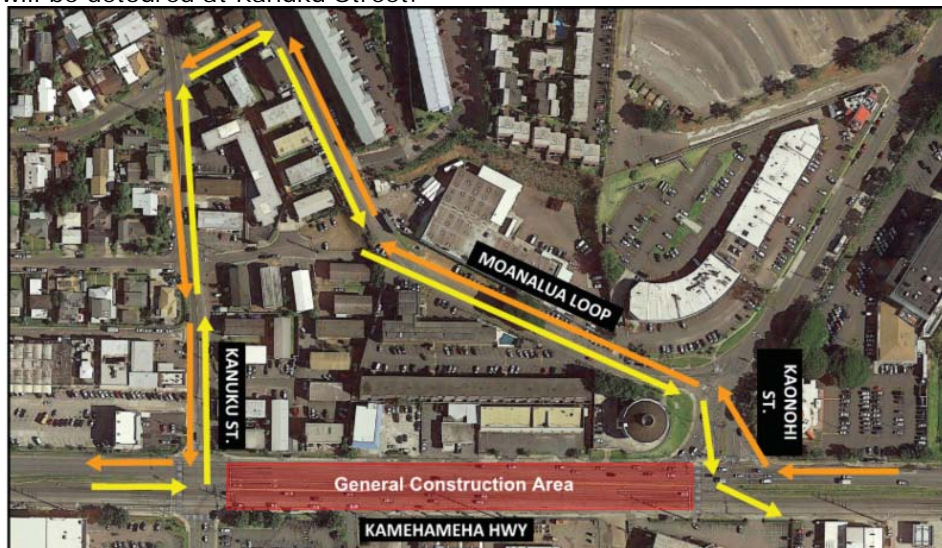 will be detoured at Kanuku Street.
MOANALUA LOOP
KANUKU ST.
KAONOHI
ST.
General Construction Area
KAMEHAMEHA HWY